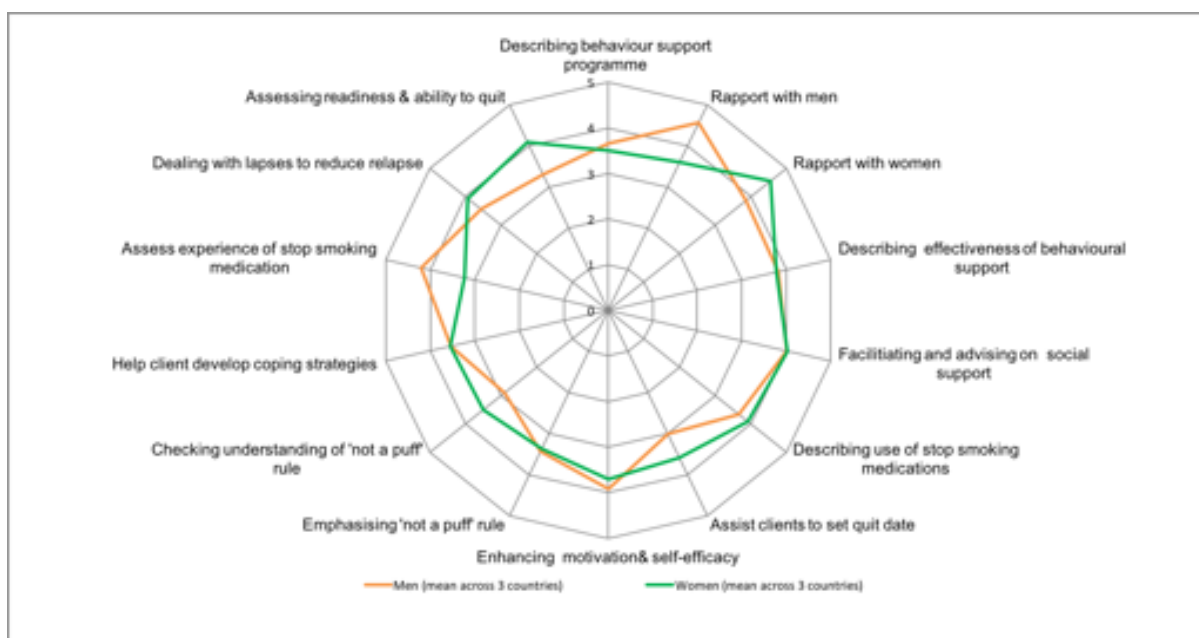 Describing behaviour support
programme
Assessing readiness & ability to quit
Rapport with men
Dealing with lapses to reduce relapse
Rapport with women
Assess experience of stop smoking
medication
Describing effectiveness of behavioural
support
Help client develop coping strategies
Facilitiating and advising on social
support
Checking understanding of 'not a puff'
rule
Describing use of stop smoking
medications
Emphasising 'not a puff' rule
Assist clients to set quit date
Enhancing motivation& self-efficacy
5
4
3
2
1
0
Men (mean across 3 countries)
Women (mean across 3 countries)